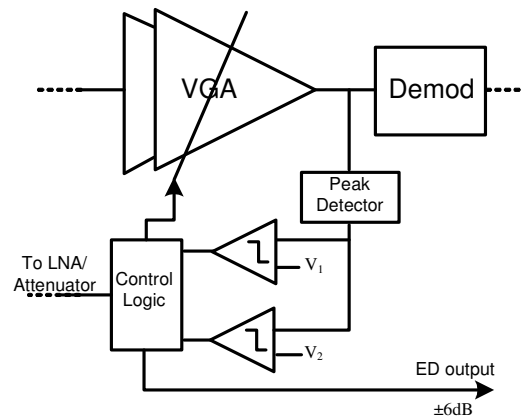 VGA
Demod
Peak
Detector
To LNA/
Attenuator
Control
Logic
V1
V2
ED output
±6dB